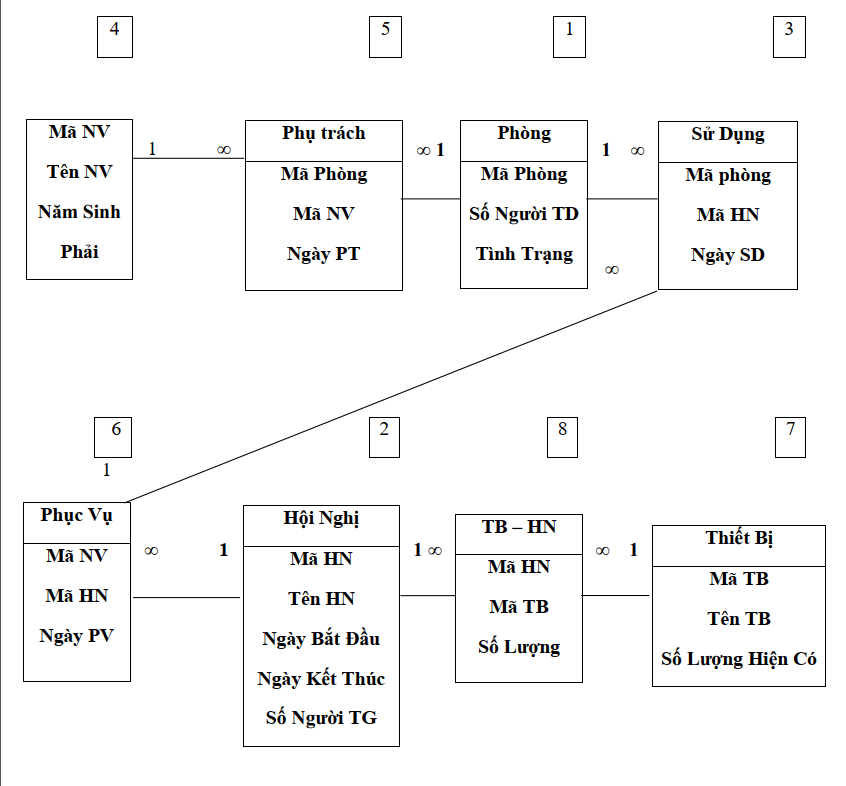 4
5
1
3
Mã NV
Tên NV
Năm Sinh
Phải
1
∞
Phụ trách
Mã Phòng
Mã NV
Ngày PT
∞ 1
Phòng
Mã Phòng
Số Người TD
Tình Trạng
1
∞
∞
Sử Dụng
Mã phòng
Mã HN
Ngày SD
6
2
8
7
1
Phục Vụ
Mã NV
Mã HN
Ngày PV
∞
1
Hội Nghị
Mã HN
Tên HN
Ngày Bắt Đầu
Ngày Kết Thúc
Số Người TG
1 ∞
TB – HN
Mã HN
Mã TB
Số Lượng
∞
1
Thiết Bị
Mã TB
Tên TB
Số Lượng Hiện Có